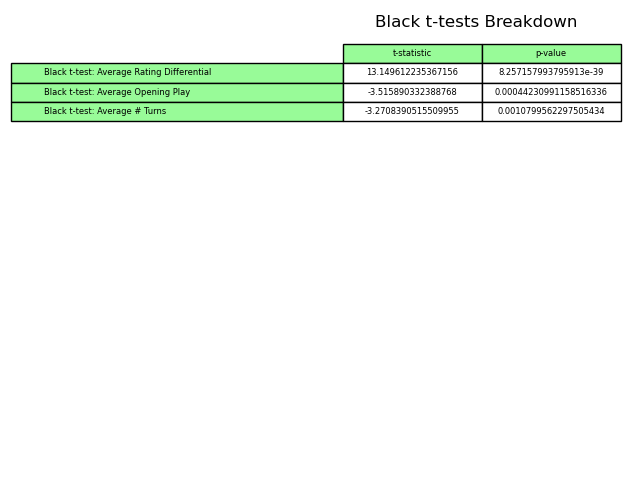 Black t-tests Breakdown
t-statistic p-value
Black t-test: Average Rating Differential 13.149612235367156 8.257157993795913e-39
Black t-test: Average Opening Play -3.515890332388768 0.00044230991158516336
Black t-test: Average # Turns -3.2708390515509955 0.0010799562297505434